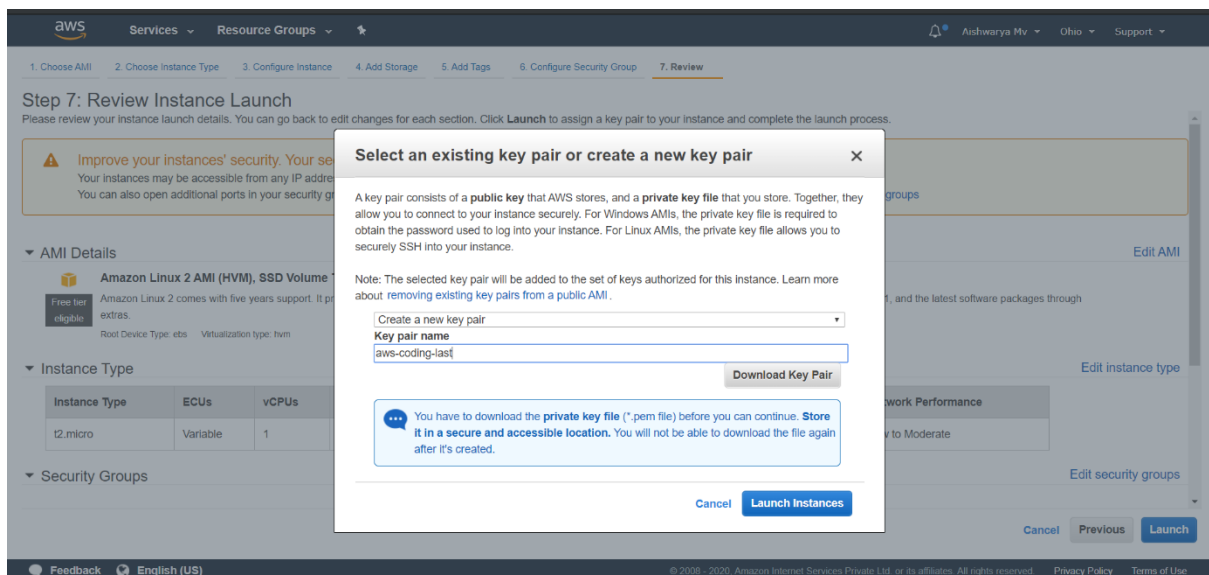 aws
Services
Resource Groups
Aishwarya Mv
Ohio
Support
1. Choose AMI 2. Choose Instance Type 3. Configure Instance 4. Add Storage 5. Add Tags 6. Configure Security Group 7. Review
Step 7: Review Instance Launch
Please review your instance launch details. You can go back to edit changes for each section. Click Launch to assign a key pair to your instance and complete the launch process.
Improve your instances' security. Your se
Your instances may be accessible from any IP addre
You can also open additional ports in your security gr
groups
AMI Details
Edit AMI
Amazon Linux 2 AMI (HVM), SSD Volume T
Free tier
eligible
Amazon Linux 2 comes with five years support. It pr
1, and the latest software packages through
extras.
Root Device Type: ebs Virtualization type: hvm
Instance Type
Edit instance type
Instance Type ECUs vCPUs
work Performance
t2.micro Variable 1
to Moderate
Security Groups
Edit security groups
Cancel Previous Launch
Select an existing key pair or create a new key pair ×
A key pair consists of a public key that AWS stores, and a private key file that you store. Together, they
allow you to connect to your instance securely. For Windows AMIs, the private key file is required to
obtain the password used to log into your instance. For Linux AMIs, the private key file allows you to
securely SSH into your instance.
Note: The selected key pair will be added to the set of keys authorized for this instance. Learn more
about removing existing key pairs from a public AMI.
Create a new key pair
Key pair name
aws-coding-last
Download Key Pair
You have to download the private key file (*.pem file) before you can continue. Store
it in a secure and accessible location. You will not be able to download the file again
after it's created.
Cancel Launch Instances
Feedback English (US)
© 2008 - 2020, Amazon Internet Services Private Ltd. or its affiliates. All rights reserved. Privacy Policy Terms of Use